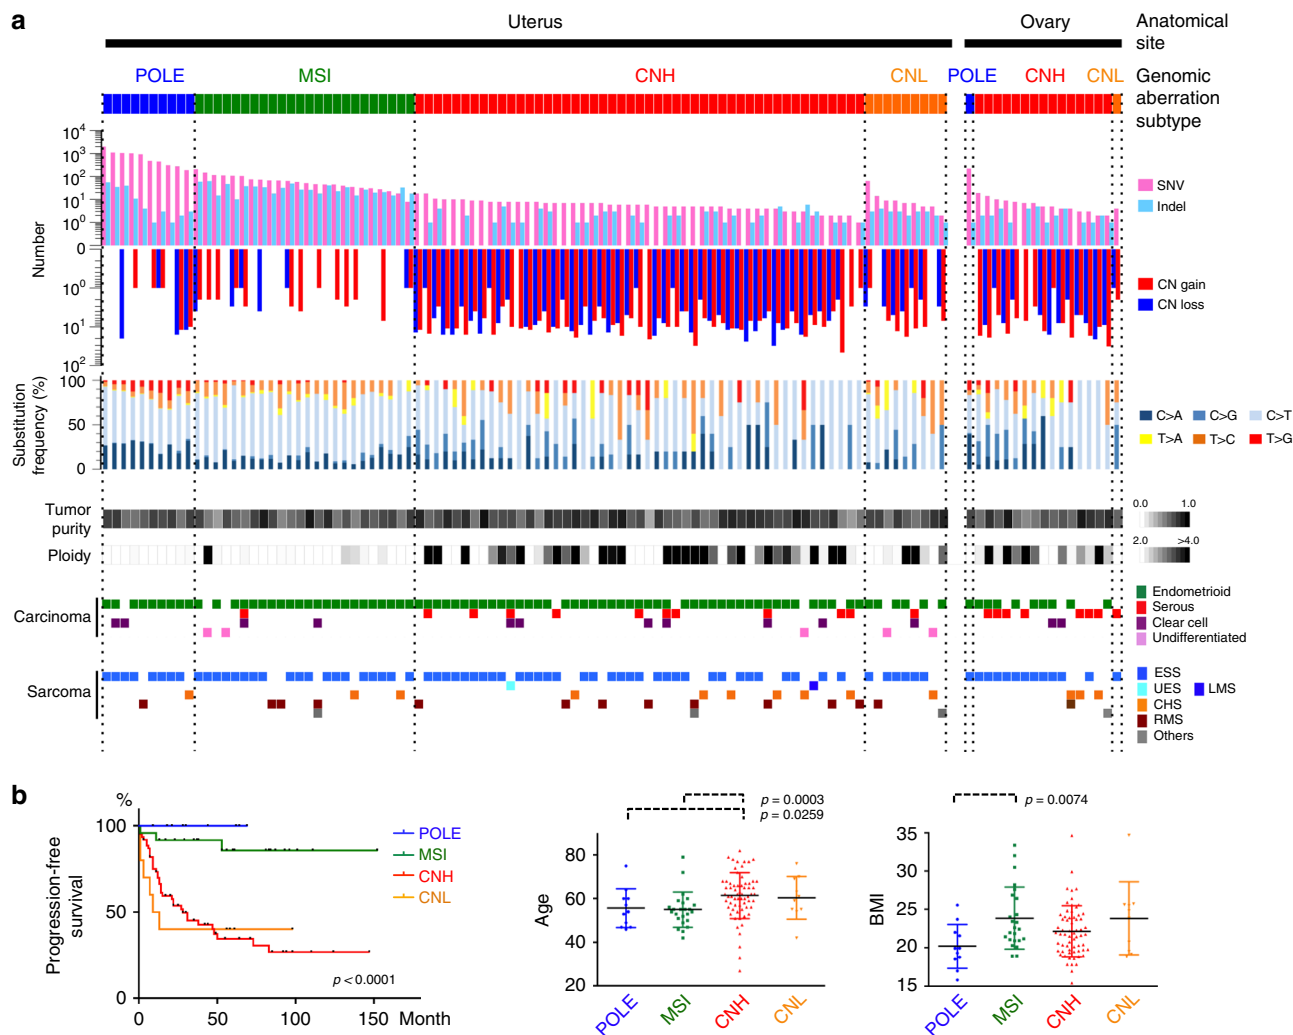 a
Uterus
Ovary
Anatomical
site
POLE
MSI
CNH
CNL
POLE
CNH
CNL
Genomic
aberration
subtype
Number
10⁴
10³
10²
10¹
10⁰
0
SNV
Indel
0
10⁰
10¹
10²
CN gain
CN loss
Substitution
frequency (%)
100
50
0
C>A C>G C>T
T>A T>C T>G
Tumor
purity
0.0 1.0
Ploidy
2.0 >4.0
Carcinoma
Endometrioid
Serous
Clear cell
Undifferentiated
Sarcoma
ESS
UES LMS
CHS
RMS
Others
b
%
Progression-free
survival
100
50
0
POLE
MSI
CNH
CNL
p<0.0001
0 50 100 150 Month
p = 0.0003
p = 0.0259
Age
80
60
40
20
POLE MSI CNH CNL
p = 0.0074
BMI
35
30
25
20
15
POLE MSI CNH CNL